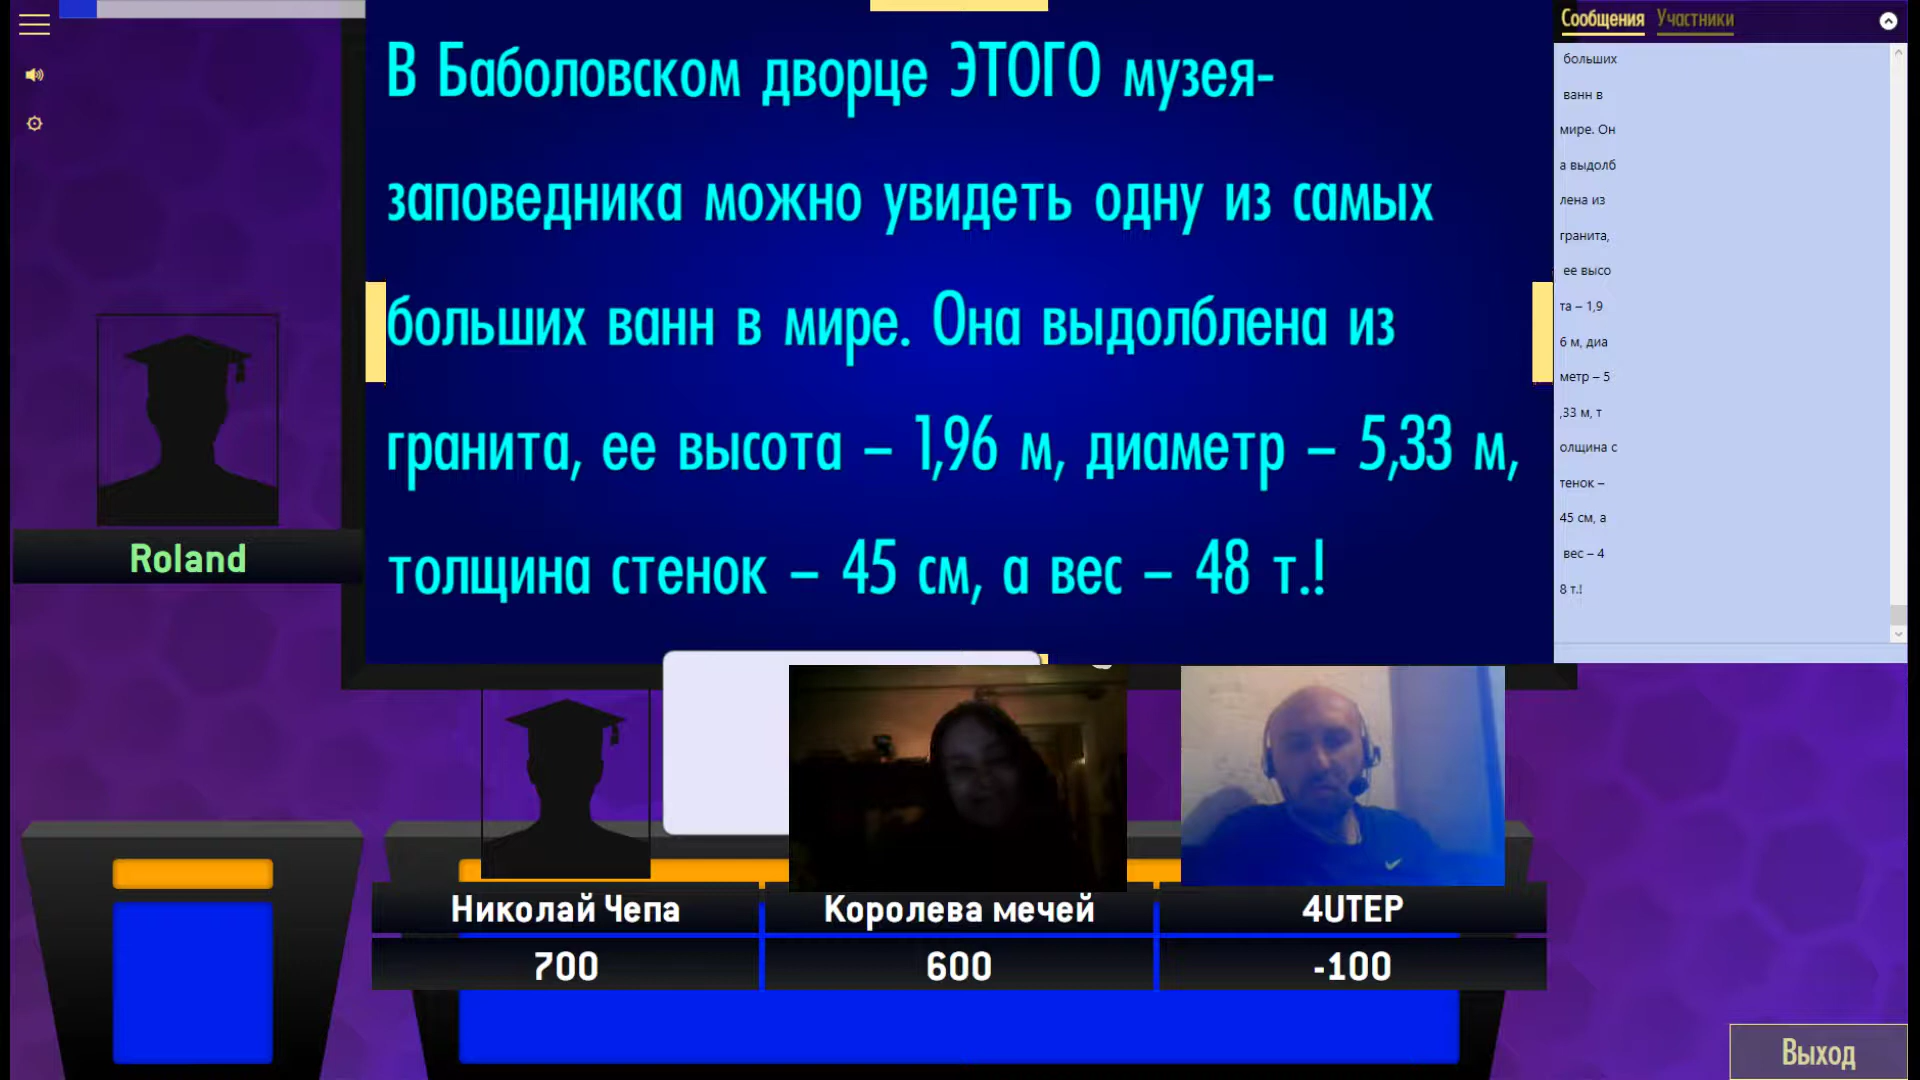 В Баболовском дворце ЭТОГО музея-
заповедника можно увидеть одну из самых
больших ванн в мире. Она выдолблена из
гранита, ее высота – 1,96 м, диаметр – 5,33 м,
толщина стенок – 45 см, а вес – 48 т.!
Сообщения Участники
больших
ванн в
мире. Он
а выдолб
лена из
гранита,
ее высо
та – 1,9
6 м, диа
метр – 5
,33 м, т
олщина с
тенок –
45 см, а
вес – 4
8 т.!
Roland
Николай Чепа
700
Королева мечей
600
4UTEP
-100
Выход